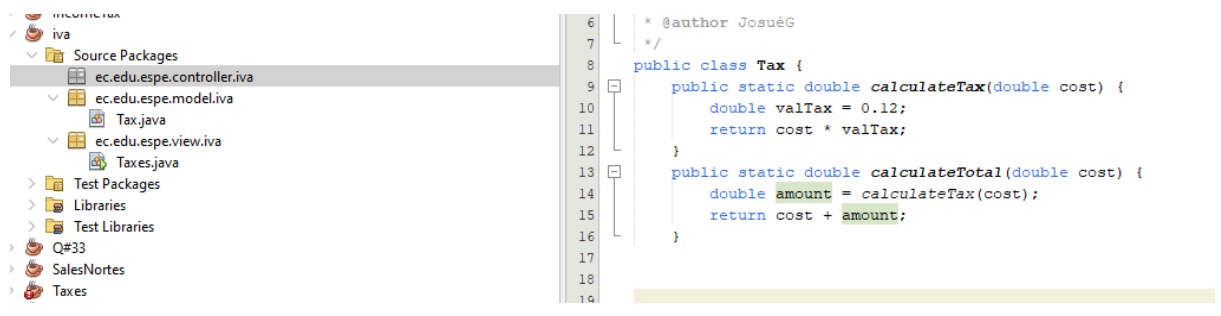 IncomeTax
iva
Source Packages
ec.edu.espe.controller.iva
ec.edu.espe.model.iva
Tax.java
ec.edu.espe.view.iva
Taxes.java
Test Packages
Libraries
Test Libraries
Q#33
SalesNortes
Taxes
6 * @author JosuéG
7 */
8 public class Tax {
9 public static double calculateTax(double cost) {
10 double valTax = 0.12;
11 return cost * valTax;
12 }
13 public static double calculateTotal(double cost) {
14 double amount = calculateTax(cost);
15 return cost + amount;
16 }
17
18
19